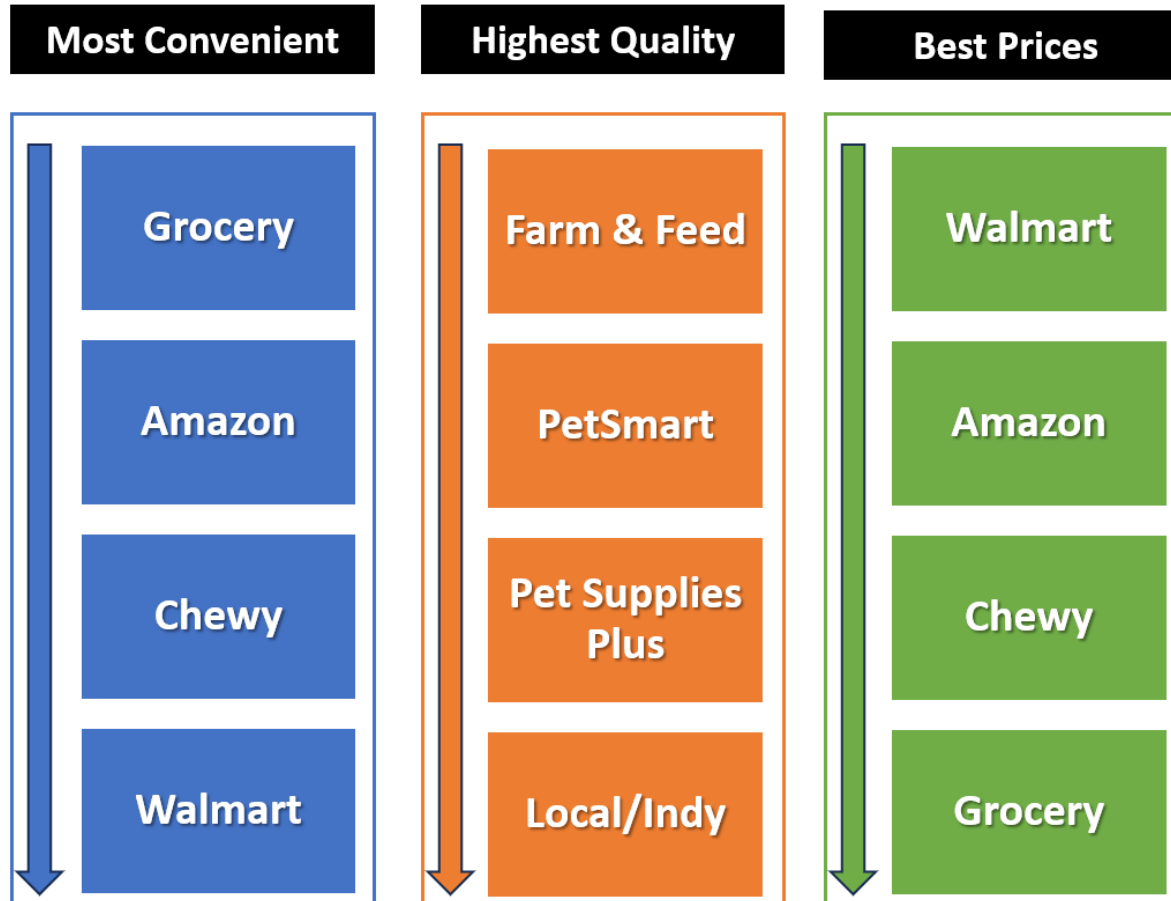 Most Convenient
Grocery
Amazon
Chewy
Walmart
Highest Quality
Farm & Feed
PetSmart
Pet Supplies
Plus
Local/Indy
Best Prices
Walmart
Amazon
Chewy
Grocery